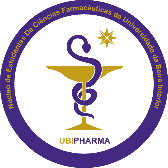 Núcleo de Estudantes De Ciências Farmacêuticas da Universidade da Beira Interior
UBIPHARMA